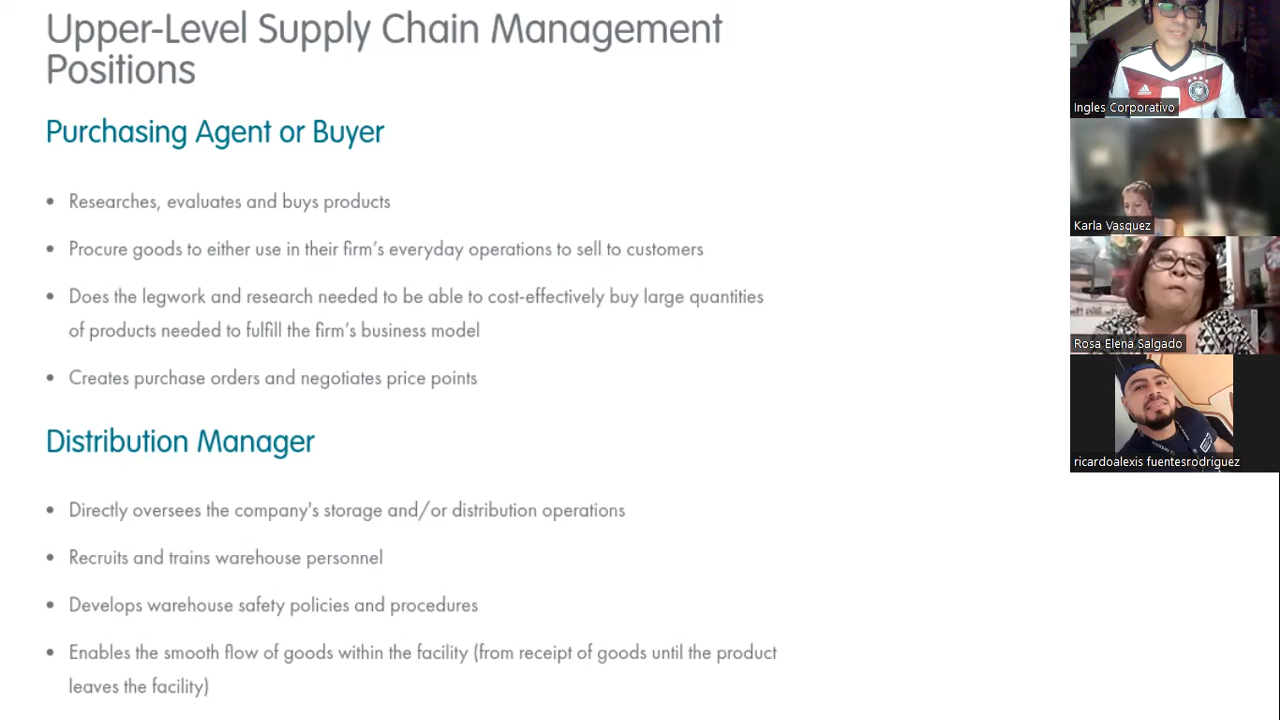 Upper-Level Supply Chain Management
Positions
Purchasing Agent or Buyer
• Researches, evaluates and buys products
• Procure goods to either use in their firm’s everyday operations to sell to customers
• Does the legwork and research needed to be able to cost-effectively buy large quantities
of products needed to fulfill the firm’s business model
• Creates purchase orders and negotiates price points
Distribution Manager
• Directly oversees the company's storage and/or distribution operations
• Recruits and trains warehouse personnel
• Develops warehouse safety policies and procedures
• Enables the smooth flow of goods within the facility (from receipt of goods until the product
leaves the facility)
Ingles Corporativo
Karla Vasquez
Rosa Elena Salgado
ricardoalexis fuentesrodriguez